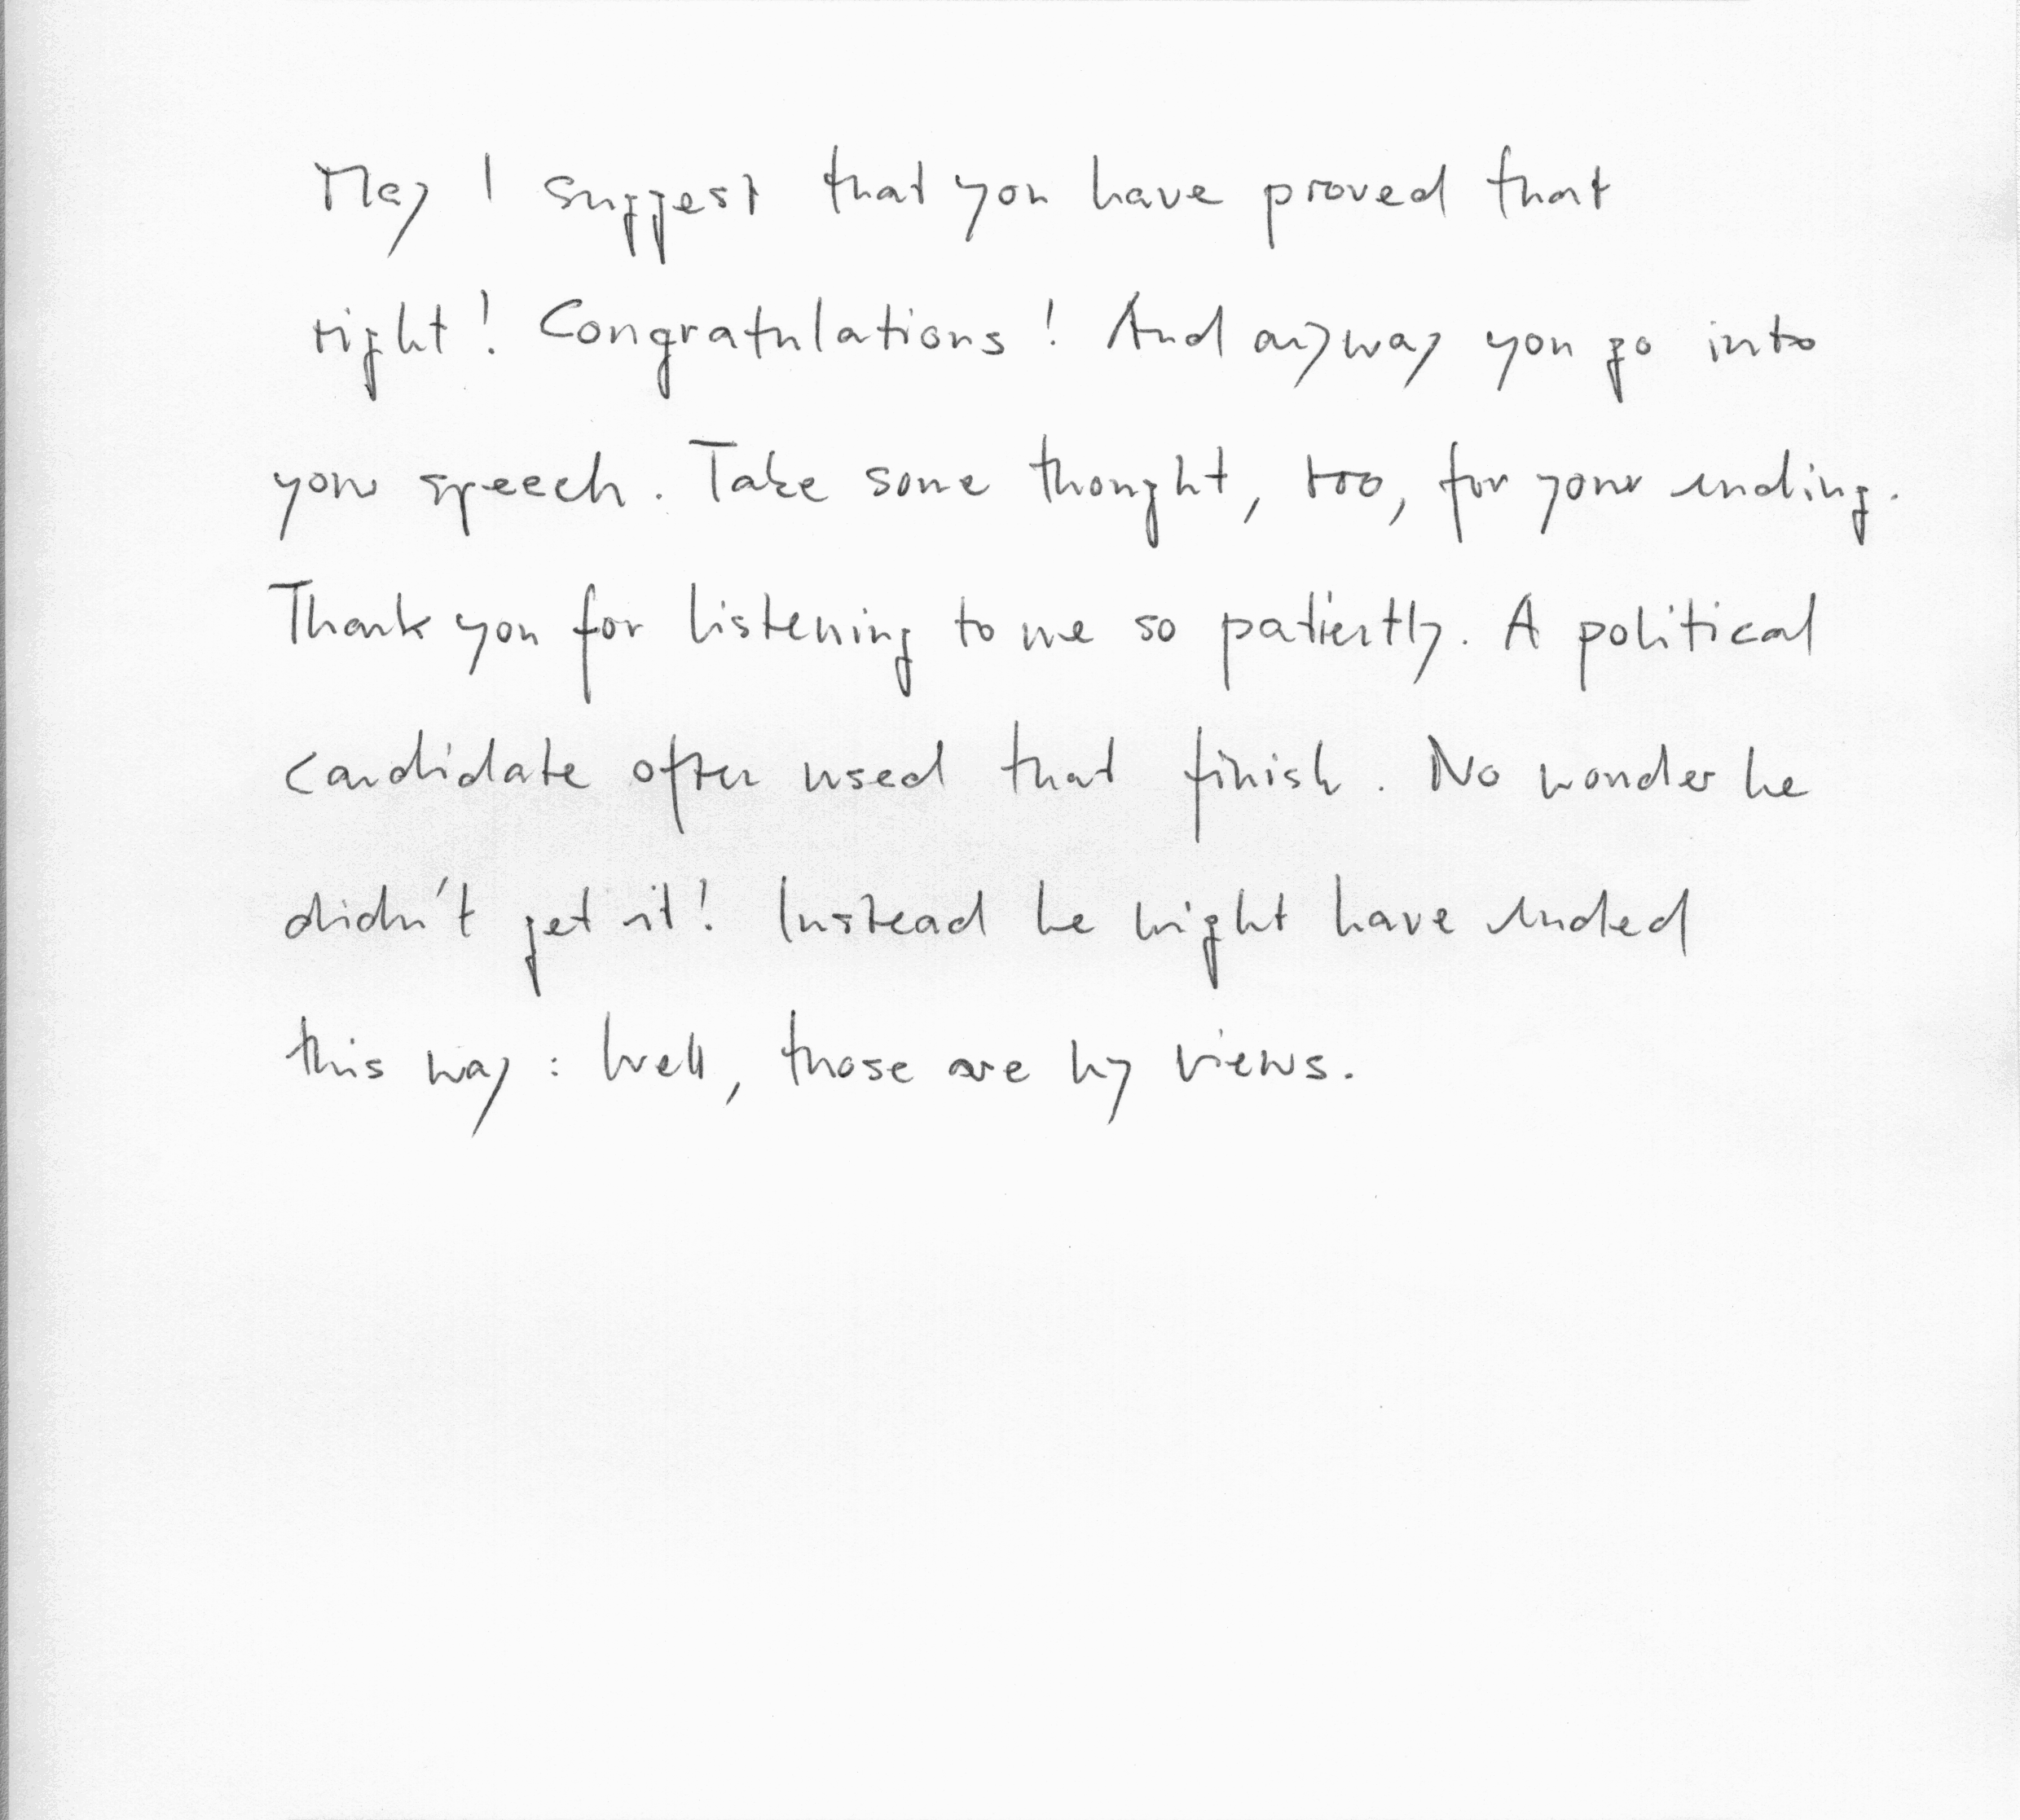 May I suggest that you have proved that
right! Congratulations! And anyway you go into
your speech. Take some thought, too, for your ending.
Thank you for listening to me so patiently. A political
candidate often used that finish. No wonder he
didn't get it! Instead he might have ended
this way: Well, those are my views.